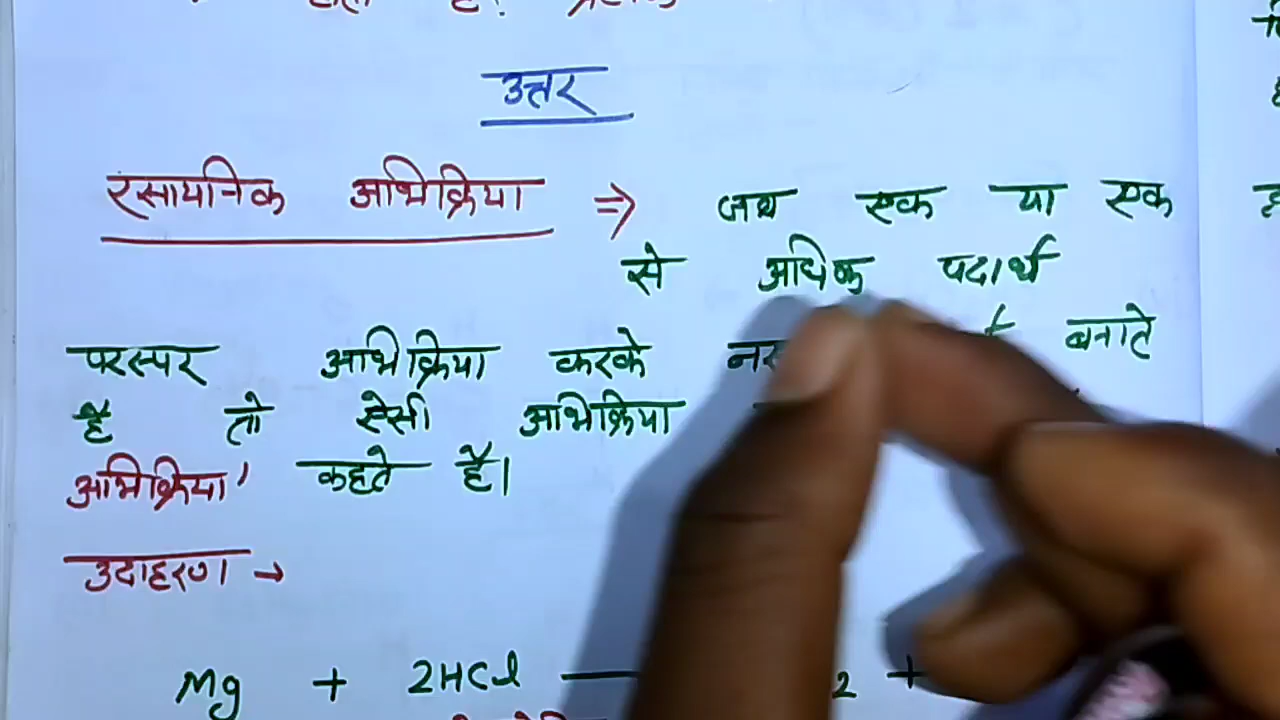 उत्तर
रसायनिक अभिक्रिया ⇒ जब एक या एक
से अधिक पदार्थ
परस्पर अभिक्रिया करके बनाते
है तो ऐसी अभिक्रिया
अभिक्रिया' कहते है।
उदाहरण →
Mg + 2HCl — 2 +